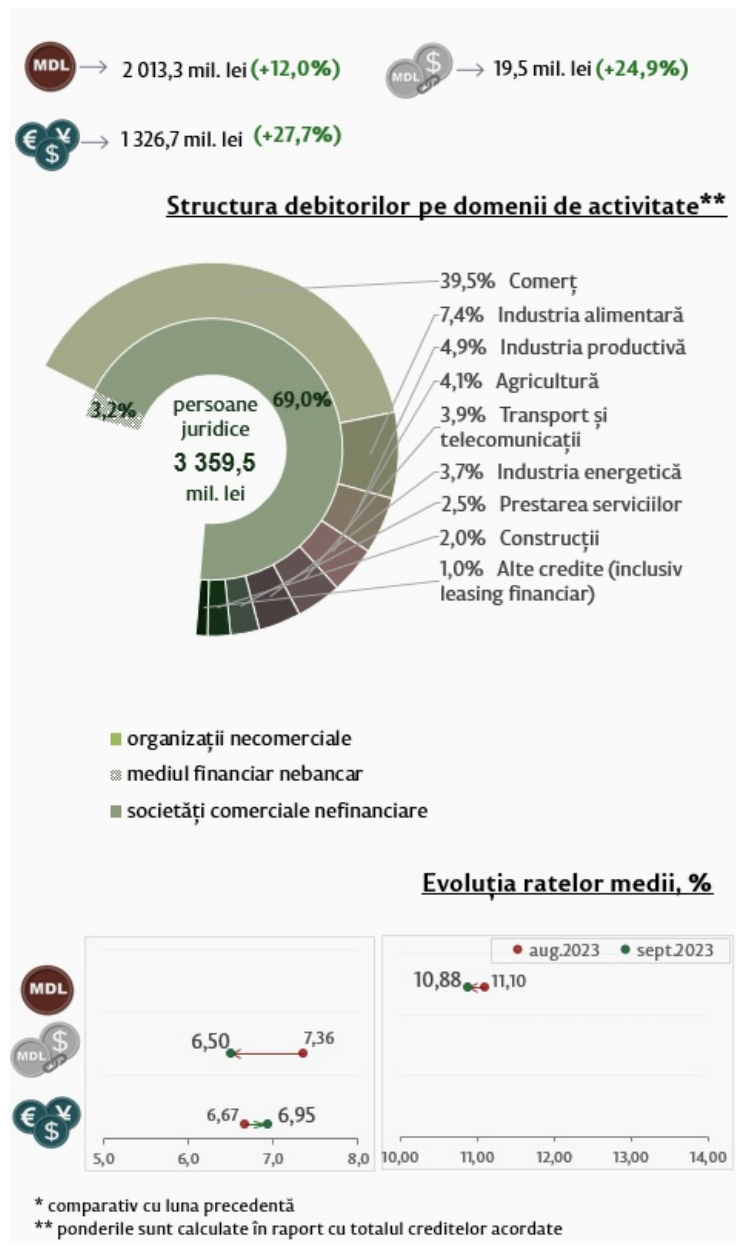 MDL
2 013,3 mil. lei (+12,0%)
MDL $
19,5 mil. lei (+24,9%)
€ ¥ $
1 326,7 mil. lei (+27,7%)
Structura debitorilor pe domenii de activitate**
39,5% Comerț
7,4% Industria alimentară
4,9% Industria productivă
4,1% Agricultură
3,9% Transport și
telecomunicații
3,7% Industria energetică
2,5% Prestarea serviciilor
2,0% Construcții
1,0% Alte credite (inclusiv
leasing financiar)
3,2%
69,0%
persoane
juridice
3 359,5
mil. lei
organizații necomerciale
mediul financiar nebancar
societăți comerciale nefinanciare
Evoluția ratelor medii, %
aug.2023 sept.2023
MDL
10,88 11,10
MDL $
6,50 7,36
€ ¥ $
6,67 6,95
5,0 6,0 7,0 8,0
10,00 11,00 12,00 13,00 14,00
* comparativ cu luna precedentă
** ponderile sunt calculate în raport cu totalul creditelor acordate